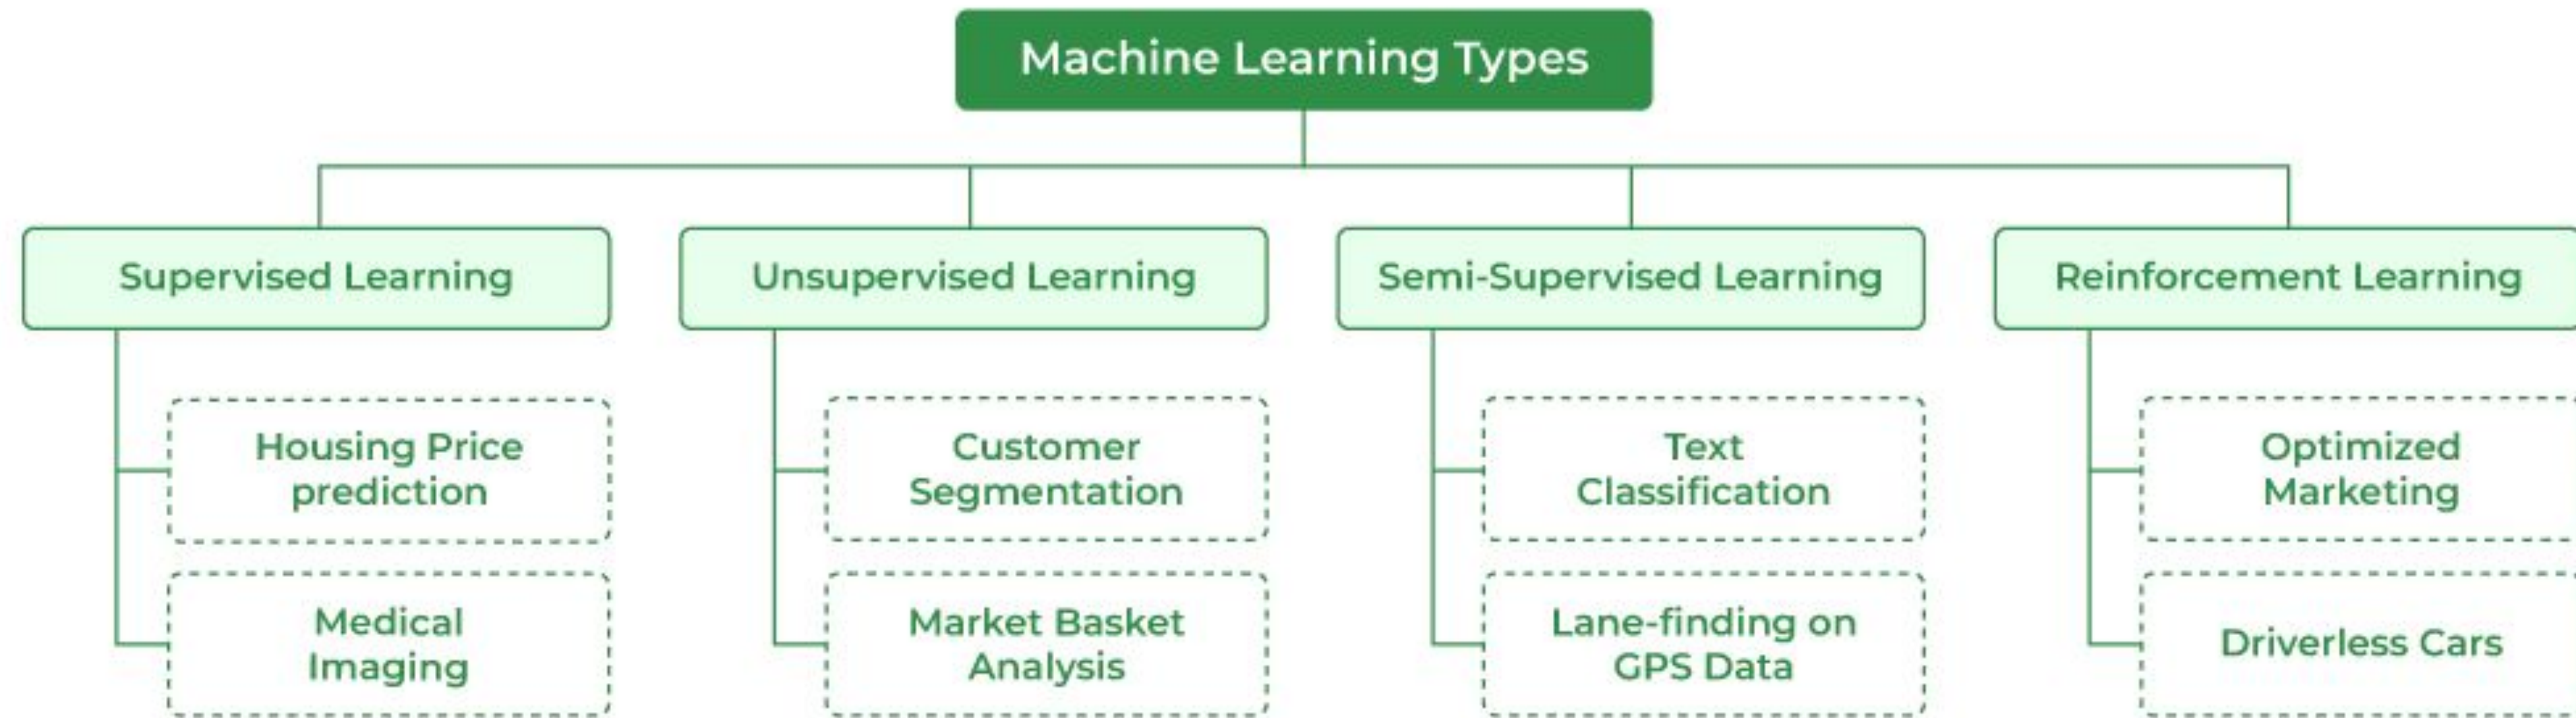 Machine Learning Types
Supervised Learning
Unsupervised Learning
Semi-Supervised Learning
Reinforcement Learning
Housing Price
prediction
Customer
Segmentation
Text
Classification
Optimized
Marketing
Medical
Imaging
Market Basket
Analysis
Lane-finding on
GPS Data
Driverless Cars